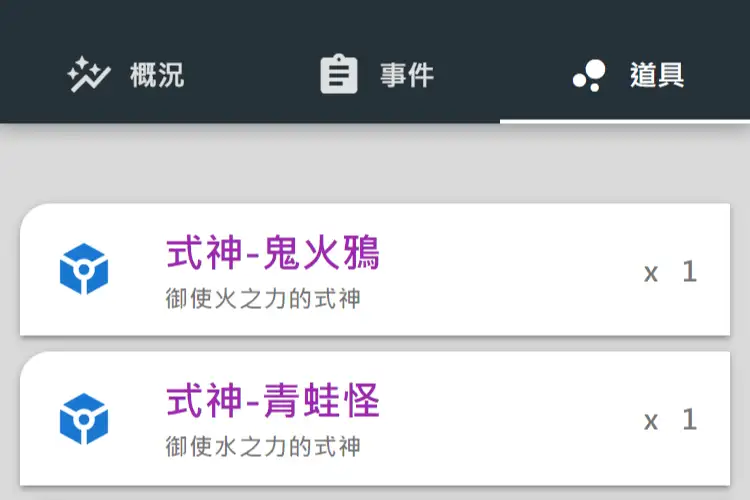 概況
事件
道具
式神-鬼火鴉
御使火之力的式神
x 1
式神-青蛙怪
御使水之力的式神
x 1